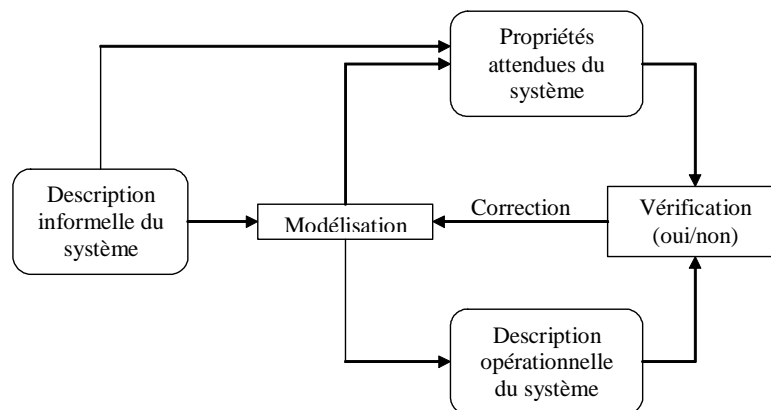 Propriétés
attendues du
système
Description
informelle du
système
Modélisation
Correction
Vérification
(oui/non)
Description
opérationnelle
du système